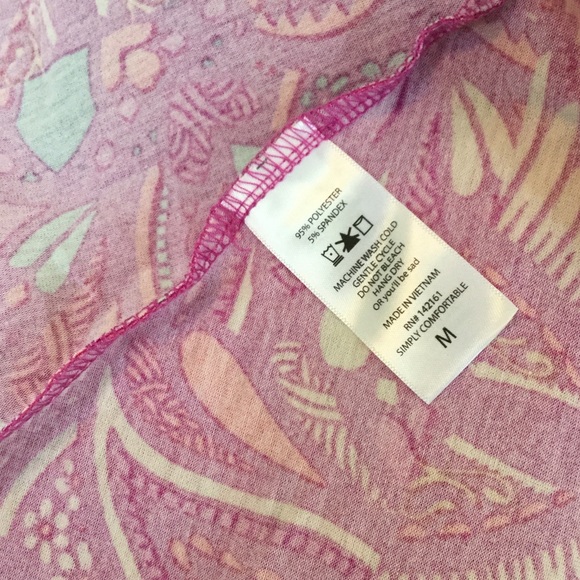 95% POLYESTER
5% SPANDEX
MACHINE WASH COLD
GENTLE CYCLE
DO NOT BLEACH
HANG DRY
or you'll be sad
MADE IN VIETNAM
RN# 142161
SIMPLY COMFORTABLE
M